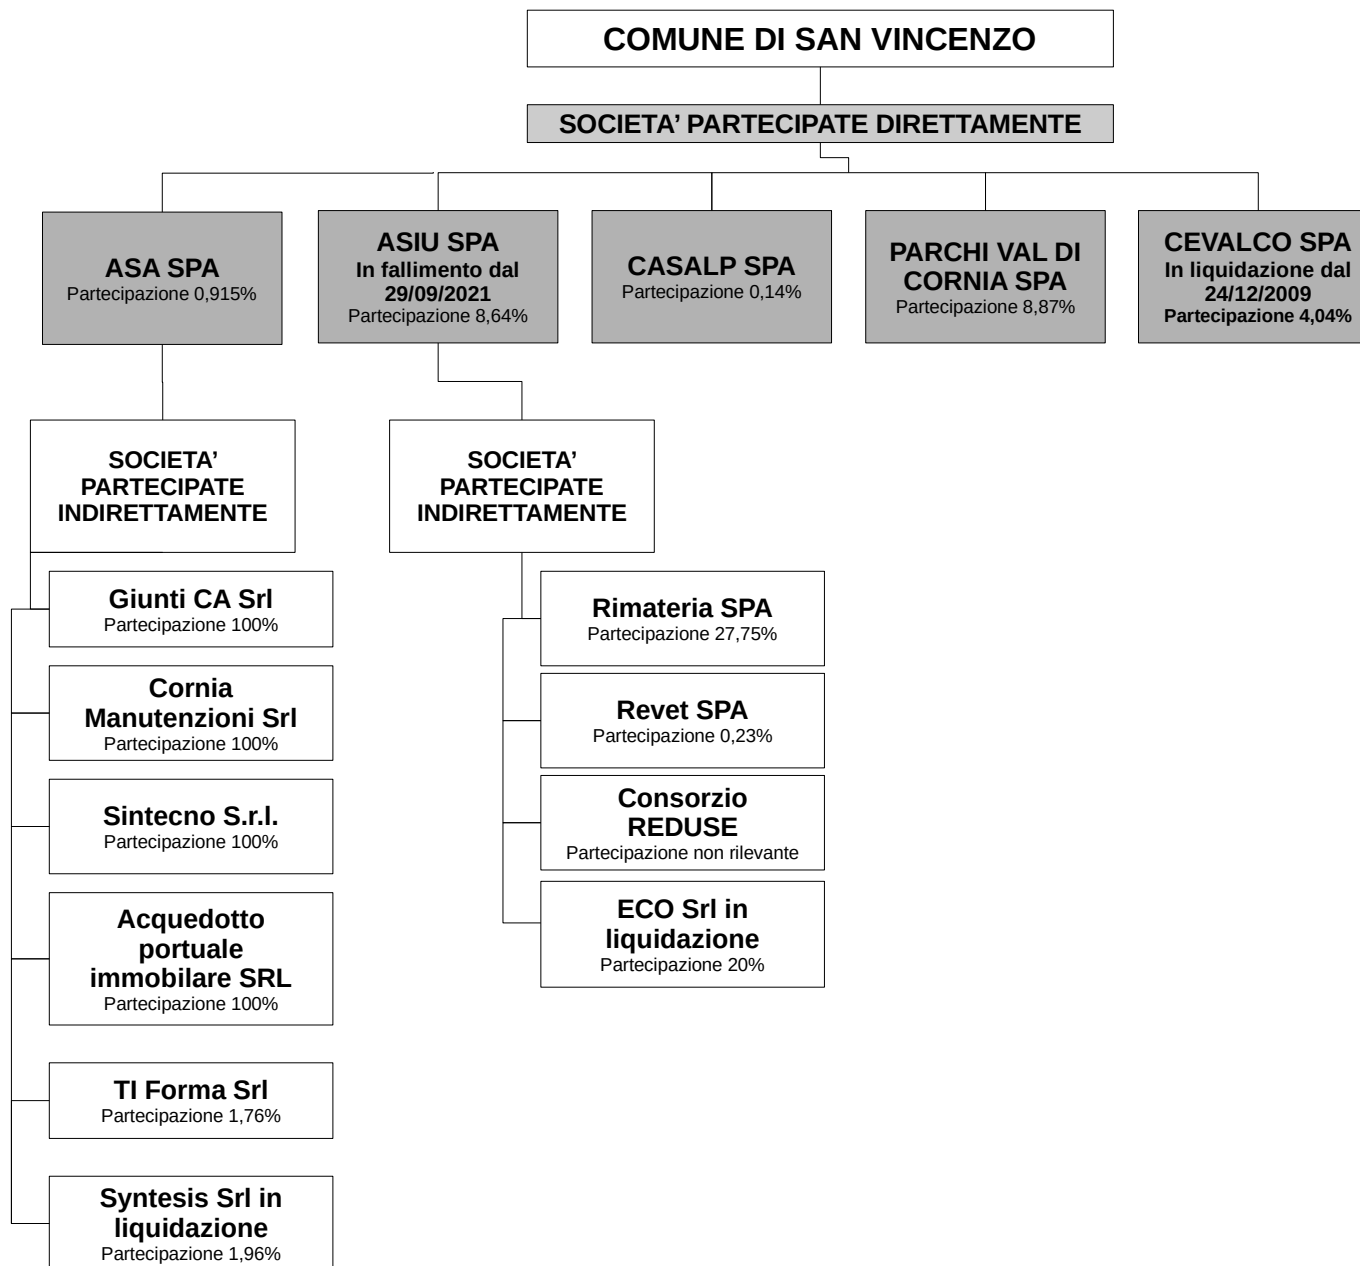 COMUNE DI SAN VINCENZO
SOCIETA’ PARTECIPATE DIRETTAMENTE
ASA SPA
Partecipazione 0,915%
ASIU SPA
In fallimento dal
29/09/2021
Partecipazione 8,64%
CASALP SPA
Partecipazione 0,14%
PARCHI VAL DI
CORNIA SPA
Partecipazione 8,87%
CEVALCO SPA
In liquidazione dal
24/12/2009
Partecipazione 4,04%
SOCIETA’
PARTECIPATE
INDIRETTAMENTE
Giunti CA Srl
Partecipazione 100%
Cornia
Manutenzioni Srl
Partecipazione 100%
Sintecno S.r.l.
Partecipazione 100%
Acquedotto
portuale
immobilare SRL
Partecipazione 100%
TI Forma Srl
Partecipazione 1,76%
Syntesis Srl in
liquidazione
Partecipazione 1,96%
SOCIETA’
PARTECIPATE
INDIRETTAMENTE
Rimateria SPA
Partecipazione 27,75%
Revet SPA
Partecipazione 0,23%
Consorzio
REDUSE
Partecipazione non rilevante
ECO Srl in
liquidazione
Partecipazione 20%